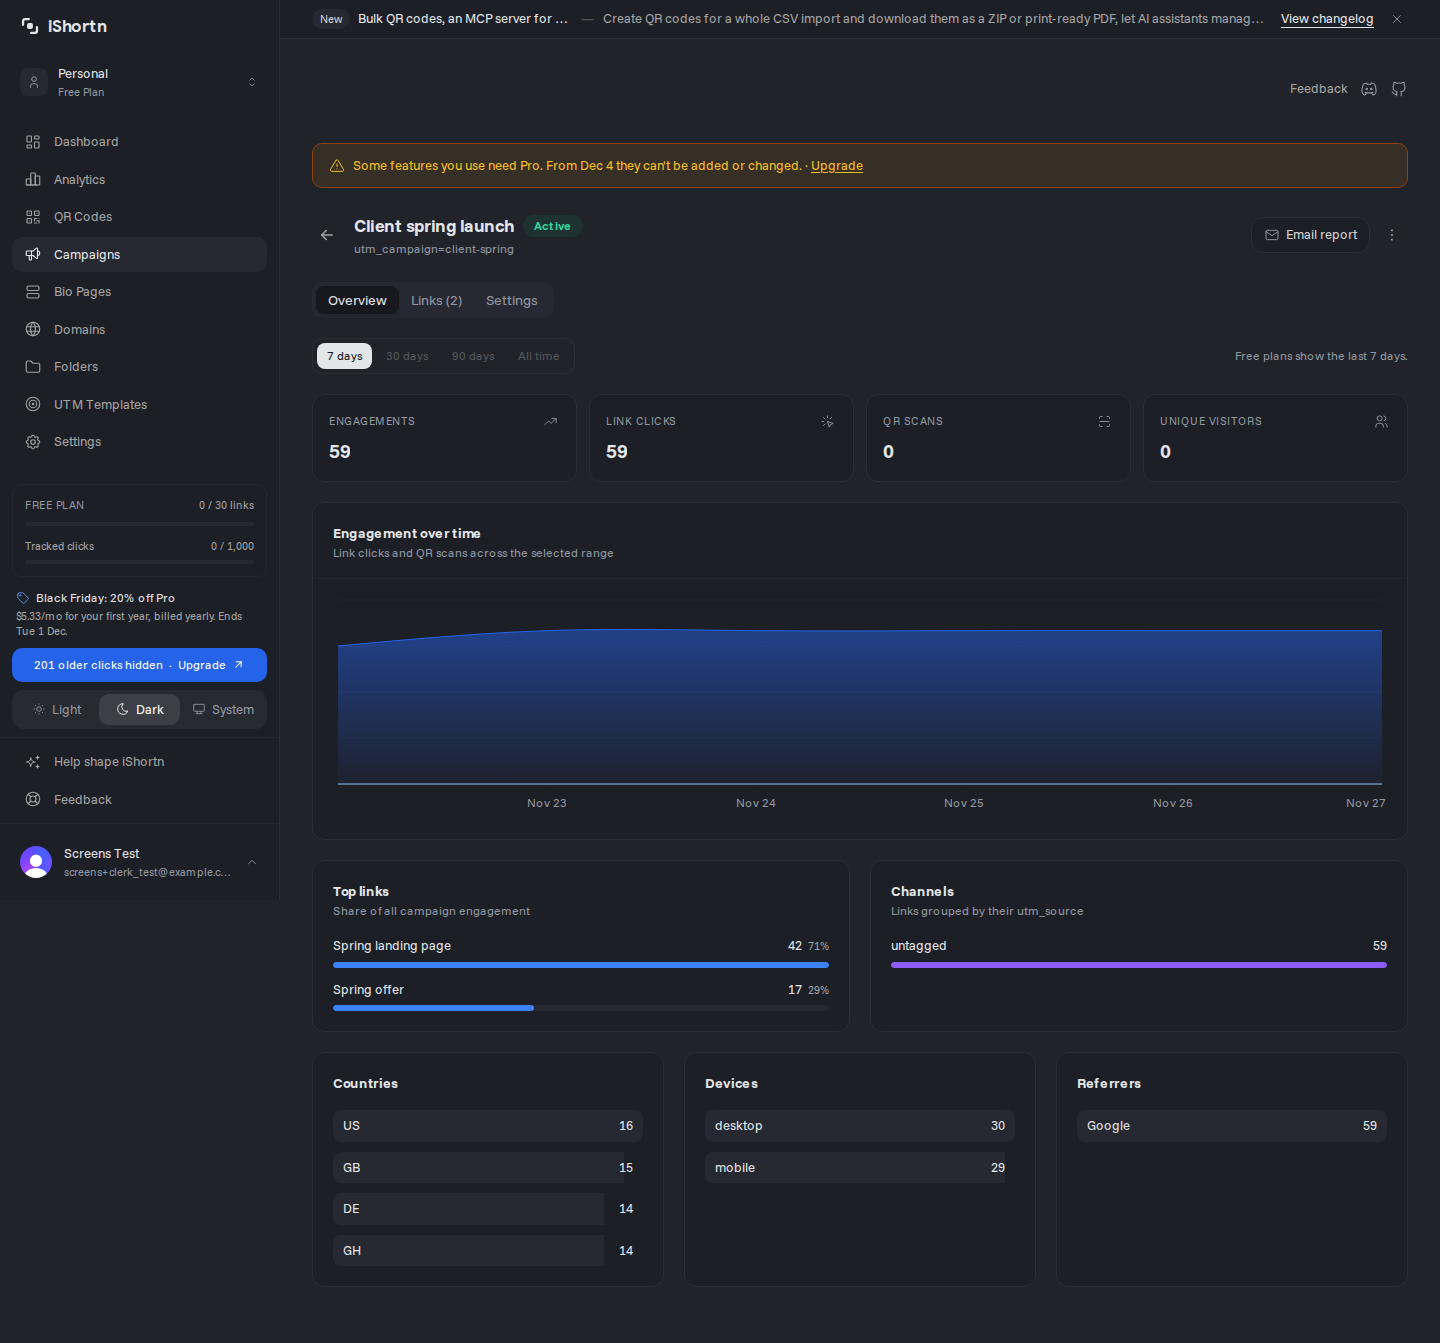 iShortn
Personal
Free Plan
Dashboard
Analytics
QR Codes
Campaigns
Bio Pages
Domains
Folders
UTM Templates
Settings
FREE PLAN 0 / 30 links
Tracked clicks 0 / 1,000
Black Friday: 20% off Pro
$5.33/mo for your first year, billed yearly. Ends
Tue 1 Dec.
201 older clicks hidden · Upgrade
Light Dark System
Help shape iShortn
Feedback
Screens Test
screens+clerk_test@example.c...
New Bulk QR codes, an MCP server for ... — Create QR codes for a whole CSV import and download them as a ZIP or print-ready PDF, let AI assistants manag... View changelog
Feedback
Some features you use need Pro. From Dec 4 they can't be added or changed. · Upgrade
Client spring launch Active
utm_campaign=client-spring
Email report
Overview Links (2) Settings
7 days 30 days 90 days All time
Free plans show the last 7 days.
ENGAGEMENTS
59
LINK CLICKS
59
QR SCANS
0
UNIQUE VISITORS
0
Engagement over time
Link clicks and QR scans across the selected range
Nov 23 Nov 24 Nov 25 Nov 26 Nov 27
Top links
Share of all campaign engagement
Spring landing page 42 71%
Spring offer 17 29%
Channels
Links grouped by their utm_source
untagged 59
Countries
US 16
GB 15
DE 14
GH 14
Devices
desktop 30
mobile 29
Referrers
Google 59